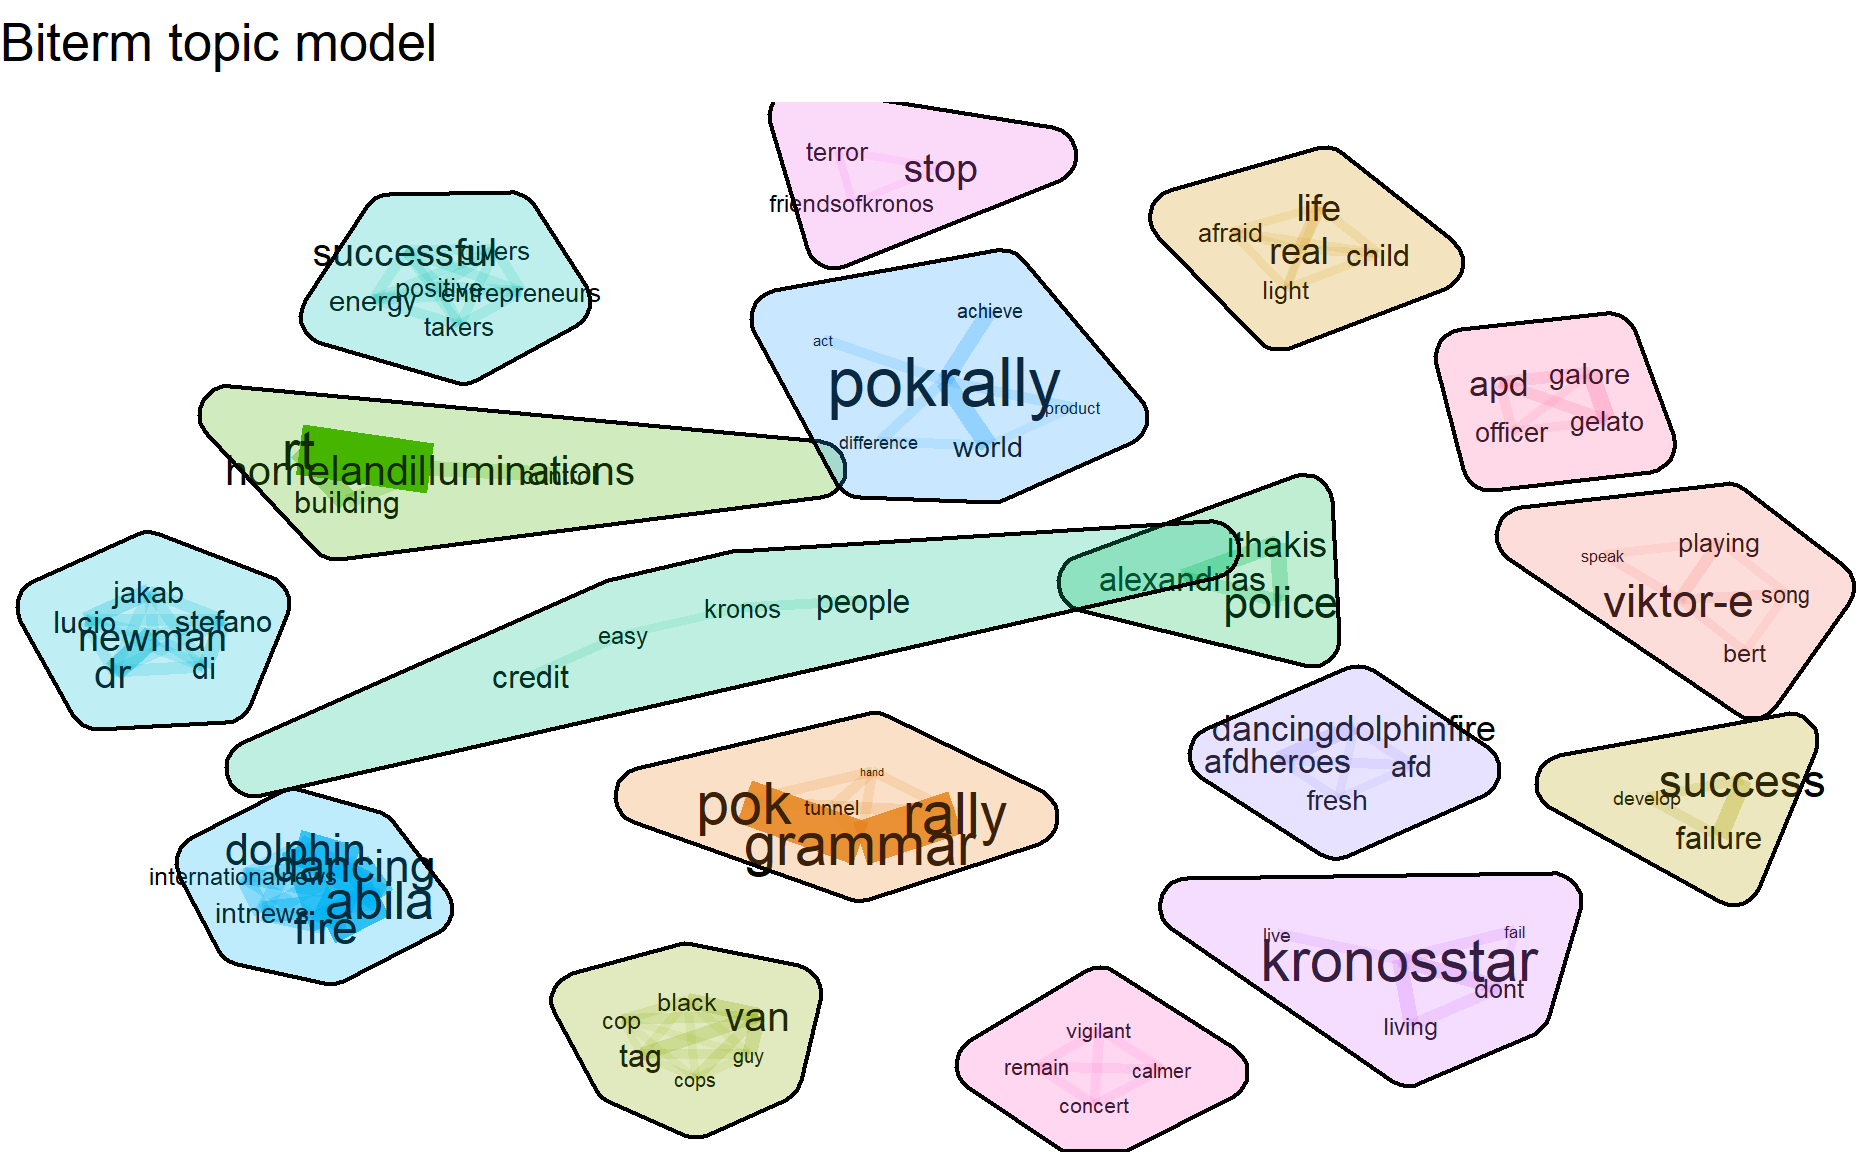 Biterm topic model
terror
stop
friendsofkronos
life
afraid
real
child
light
successful
givers
positive
energy
entrepreneurs
takers
achieve
act
pokrally
product
difference
world
apd
galore
officer
gelato
rt
homelandilluminations
control
building
ithakis
alexandrias
police
playing
speak
viktor-e
song
bert
jakab
lucio
stefano
newman
dr
di
kronos
people
easy
credit
dancingdolphinfire
afdheroes
afd
fresh
success
develop
failure
hand
pok
tunnel
rally
grammar
dolphin
dancing
internationalnews
abila
intnews
fire
live
fail
kronosstar
dont
living
black
cop
van
tag
guy
cops
vigilant
remain
calmer
concert